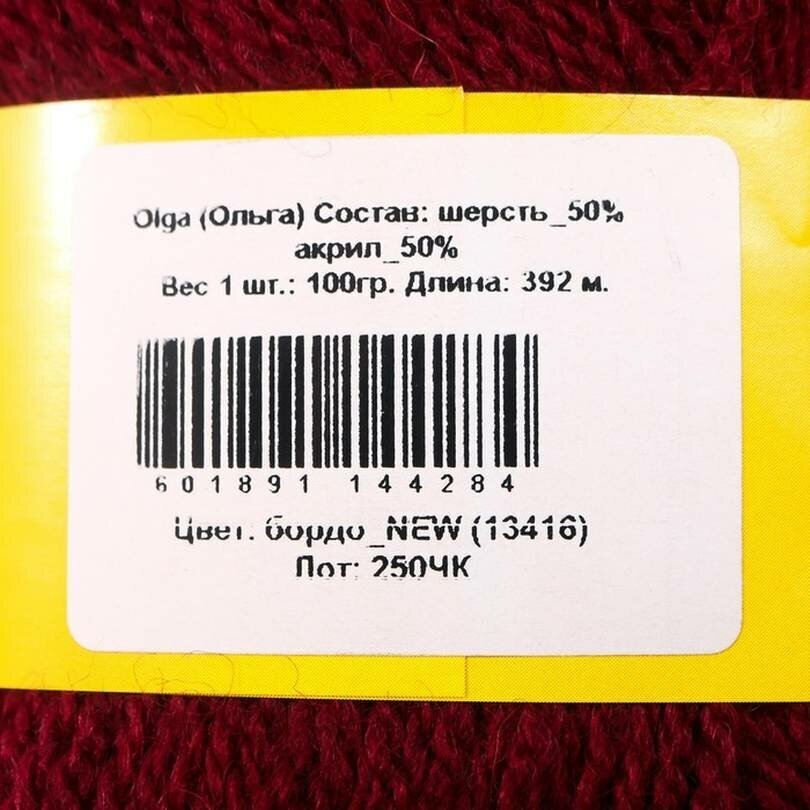 Olga (Ольга) Состав: шерсть_50%
акрил_50%
Вес 1 шт.: 100гр. Длина: 392 м.
601891 144284
Цвет: бордо_NEW (13416)
Лот: 250ЧК